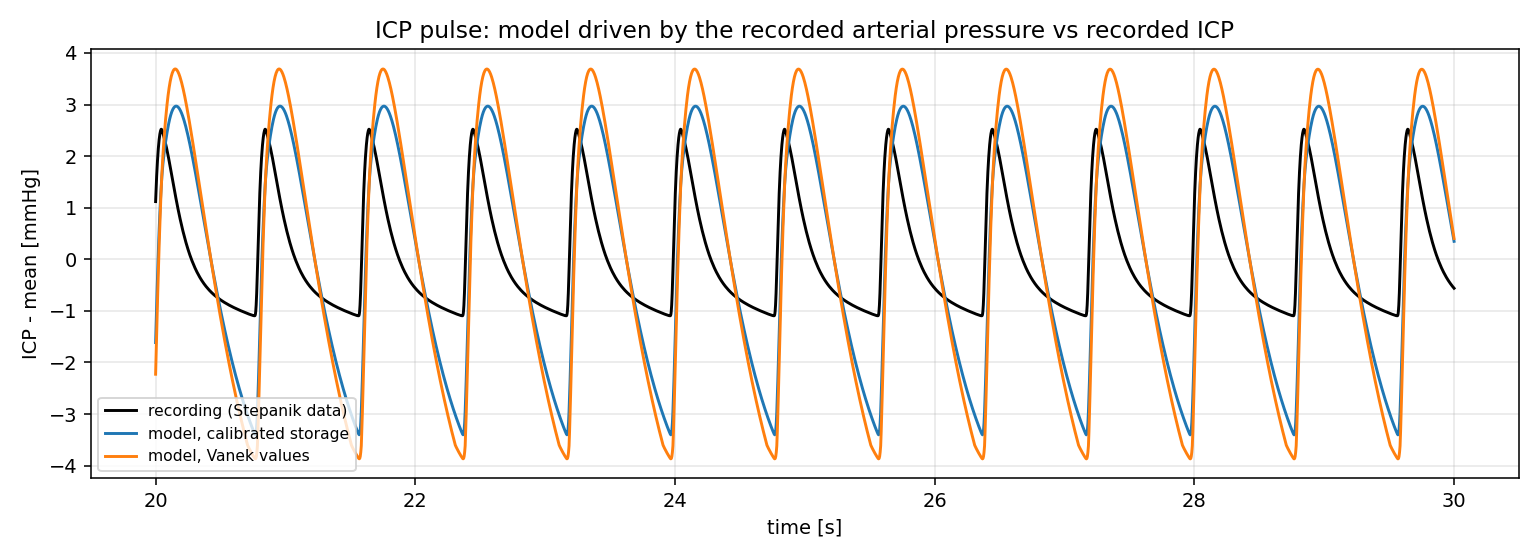 ICP pulse: model driven by the recorded arterial pressure vs recorded ICP
ICP - mean [mmHg]
4
3
2
1
0
−1
−2
−3
−4
recording (Stepanik data)
model, calibrated storage
model, Vanek values
20 22 24 26 28 30
time [s]